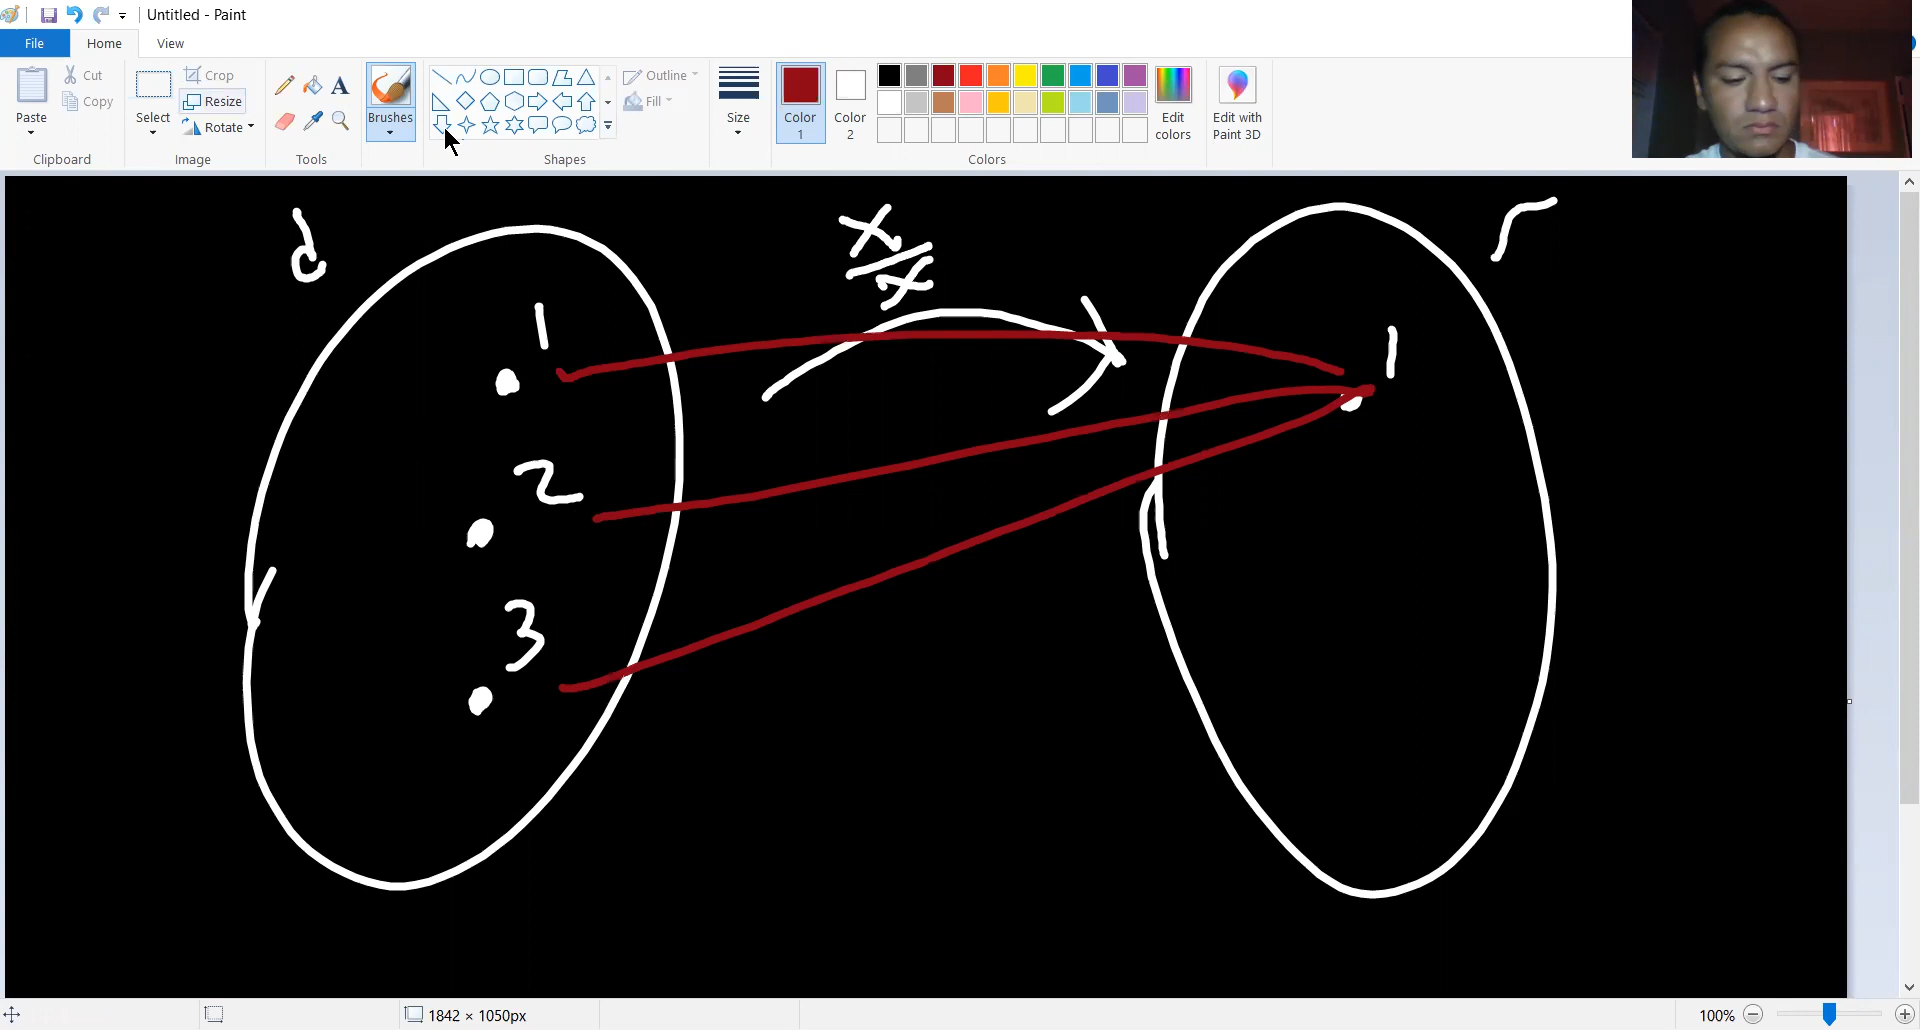 Untitled - Paint
File Home View
Paste Cut Copy Clipboard
Select Crop Resize Rotate Image
Tools
Brushes
Shapes
Outline Fill
Size
Color 1 Color 2
Colors
Edit colors
Edit with Paint 3D
d
x
x
r
1
1
2
3
1842 × 1050px
100%